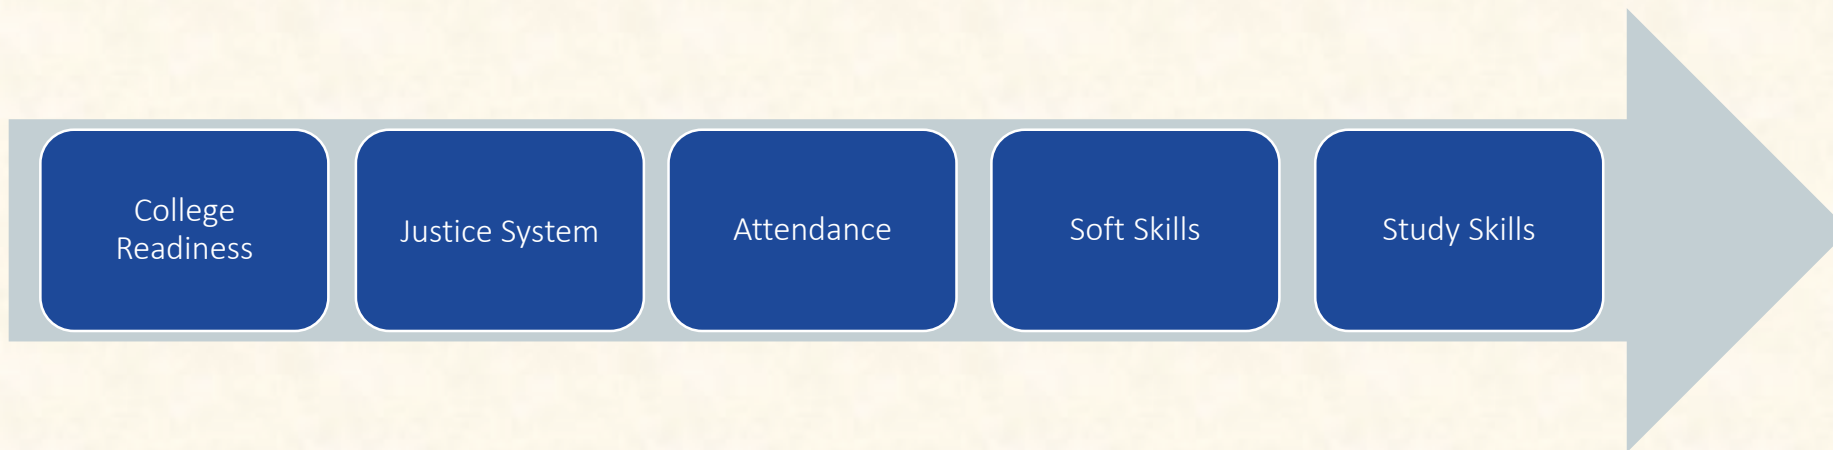 College
Readiness
Justice System
Attendance
Soft Skills
Study Skills